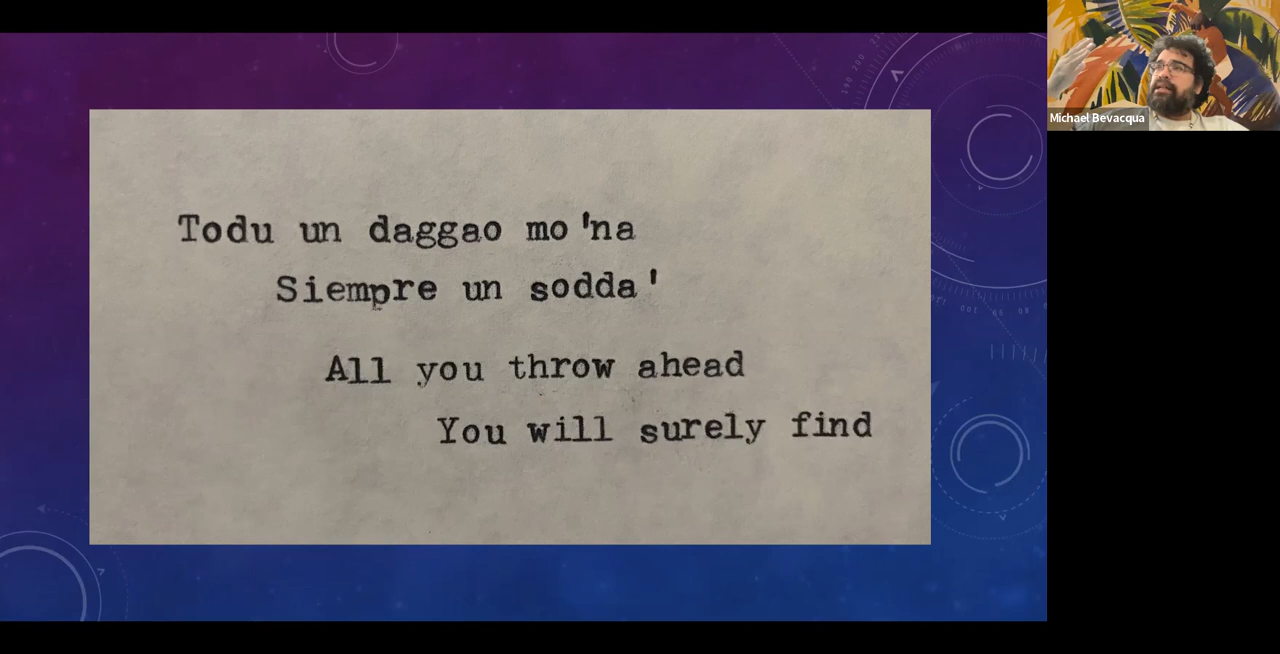 Todu un daggao mo'na
Siempre un sodda'
All you throw ahead
You will surely find
Michael Bevacqua